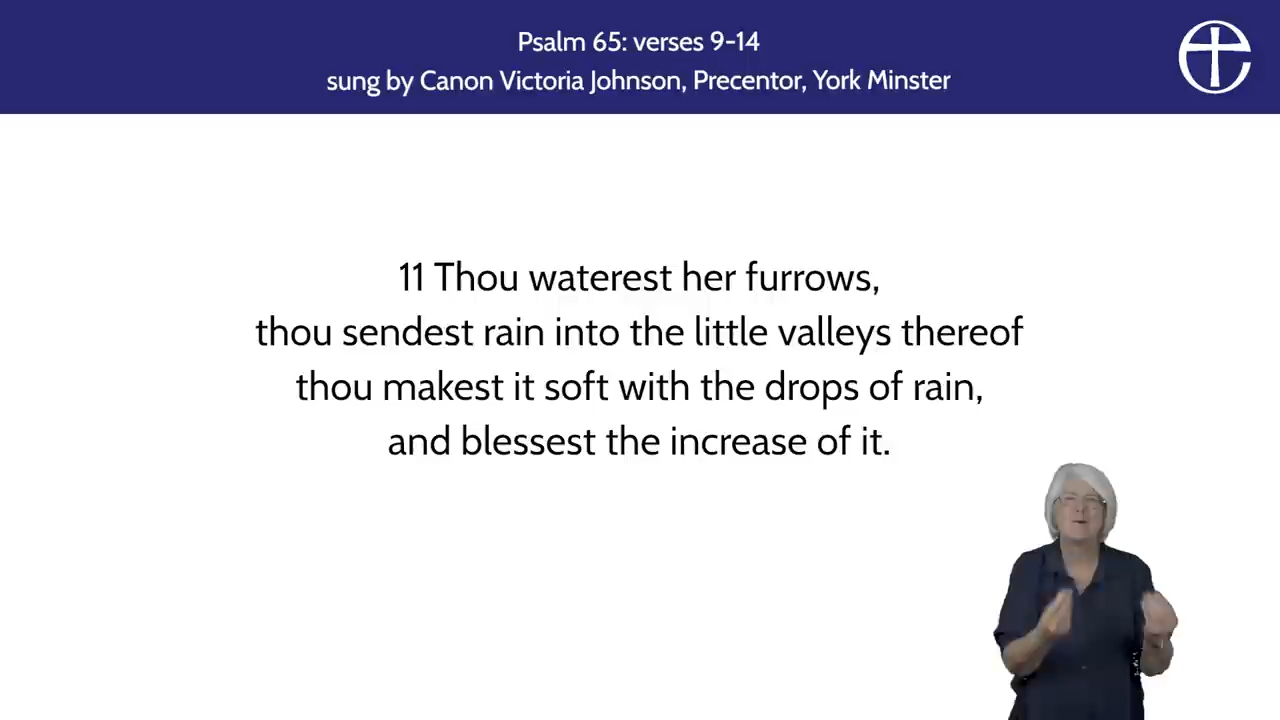 Psalm 65: verses 9-14
sung by Canon Victoria Johnson, Precentor, York Minster
11 Thou waterest her furrows,
thou sendest rain into the little valleys thereof
thou makest it soft with the drops of rain,
and blessest the increase of it.